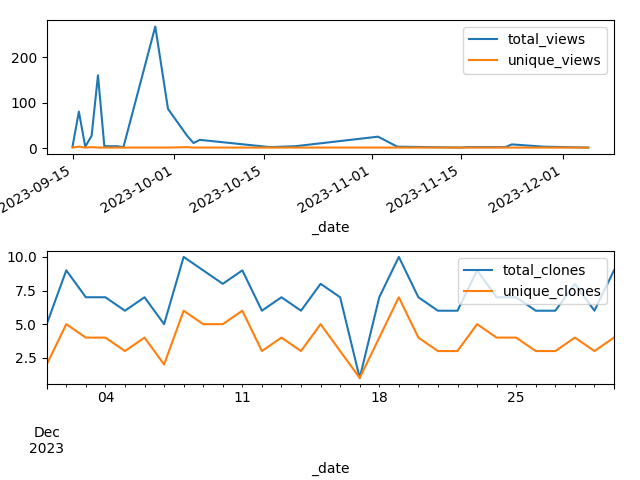 200
100
0
total_views
unique_views
2023-09-15
2023-10-01
2023-10-15
2023-11-01
2023-11-15
2023-12-01
_date
10.0
7.5
5.0
2.5
total_clones
unique_clones
04
11
18
25
Dec
2023
_date